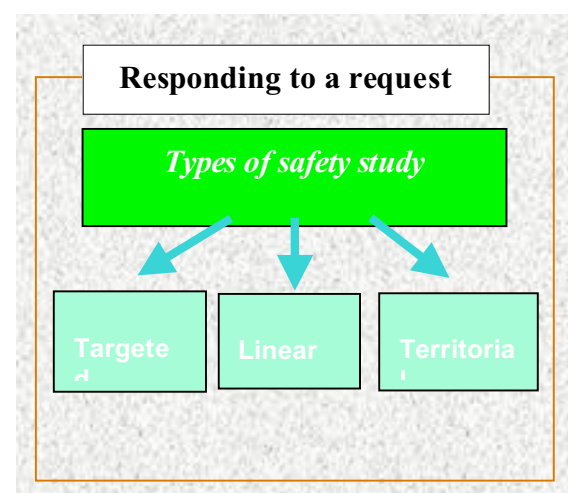 Responding to a request
Types of safety study
Targete
d
Linear
Territoria
l